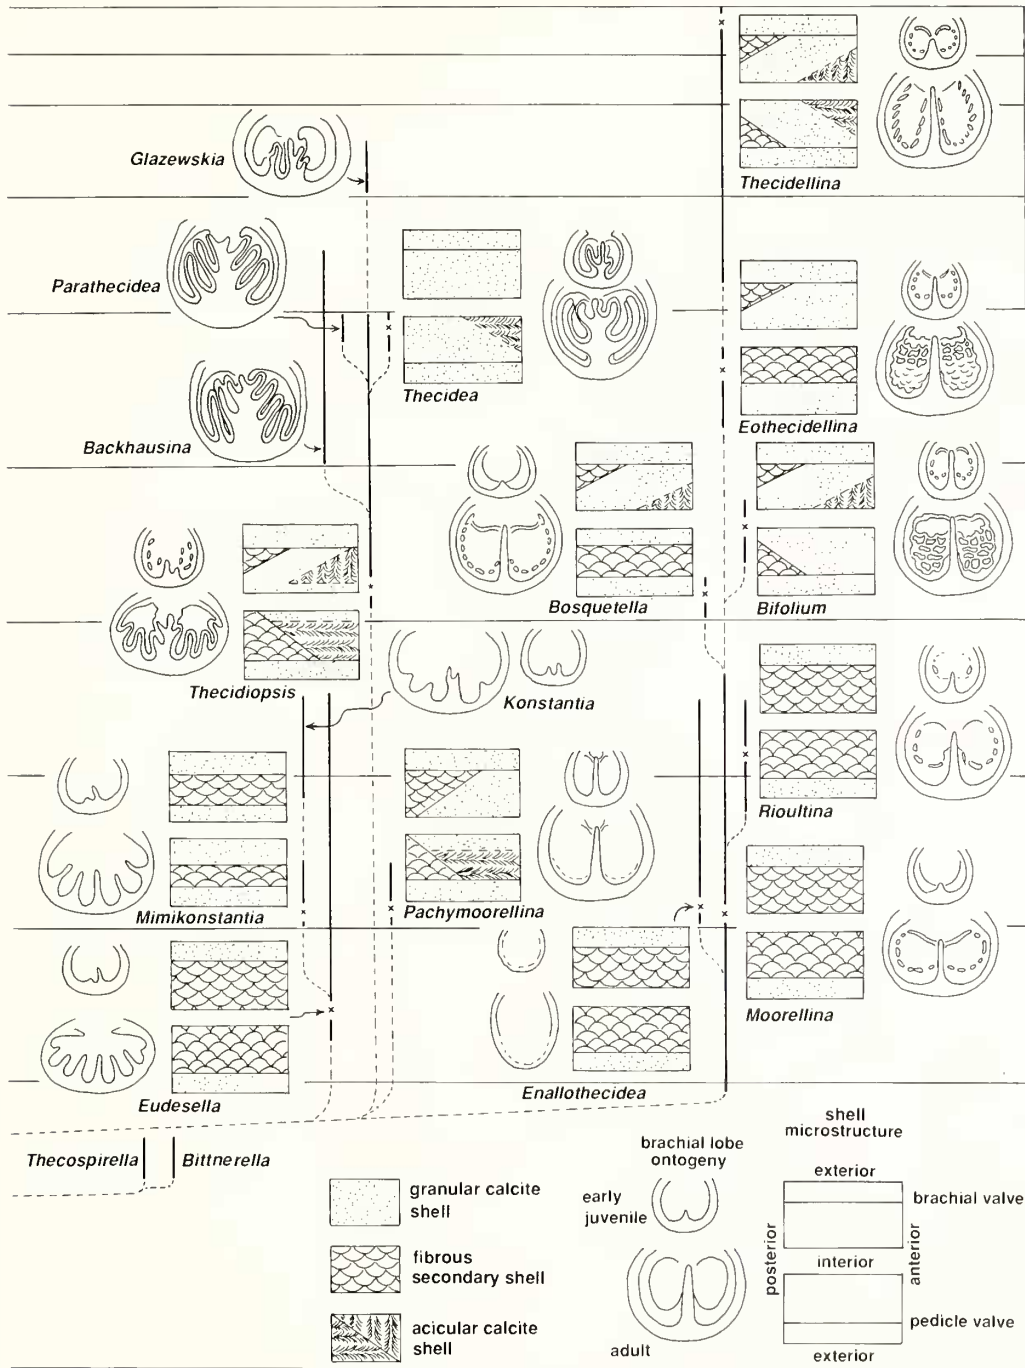 Glazewskia
Thecidellina
Parathecidea
Thecidea
Eothecidellina
Backhausina
Bosquetella
Bifolium
Thecidiopsis
Konstantia
Rioultina
Mimikonstantia
Pachymoorellina
Moorellina
Eudesella
Enallothecidea
Thecospirella
Bittnerella
granular calcite
shell
fibrous
secondary shell
acicular calcite
shell
brachial lobe
ontogeny
early
juvenile
adult
shell
microstructure
exterior
brachial valve
posterior
anterior
interior
pedicle valve
exterior